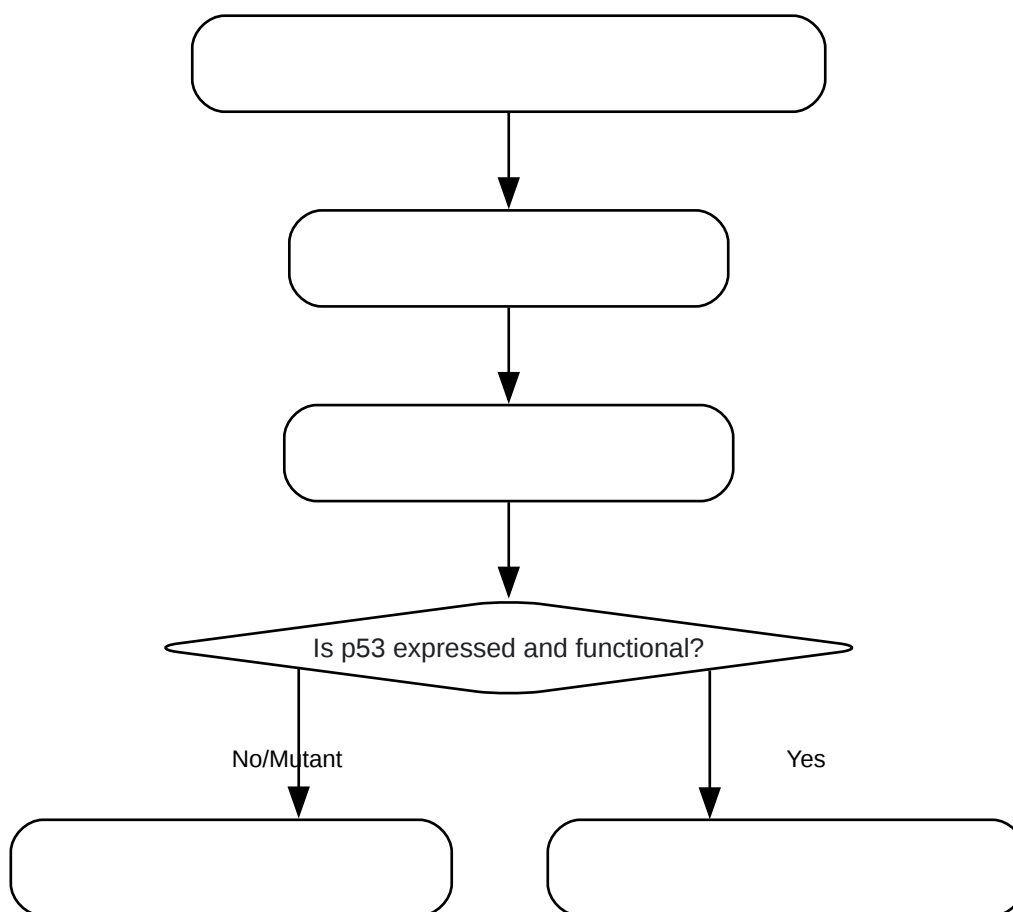 Is p53 expressed and functional?
No/Mutant
Yes